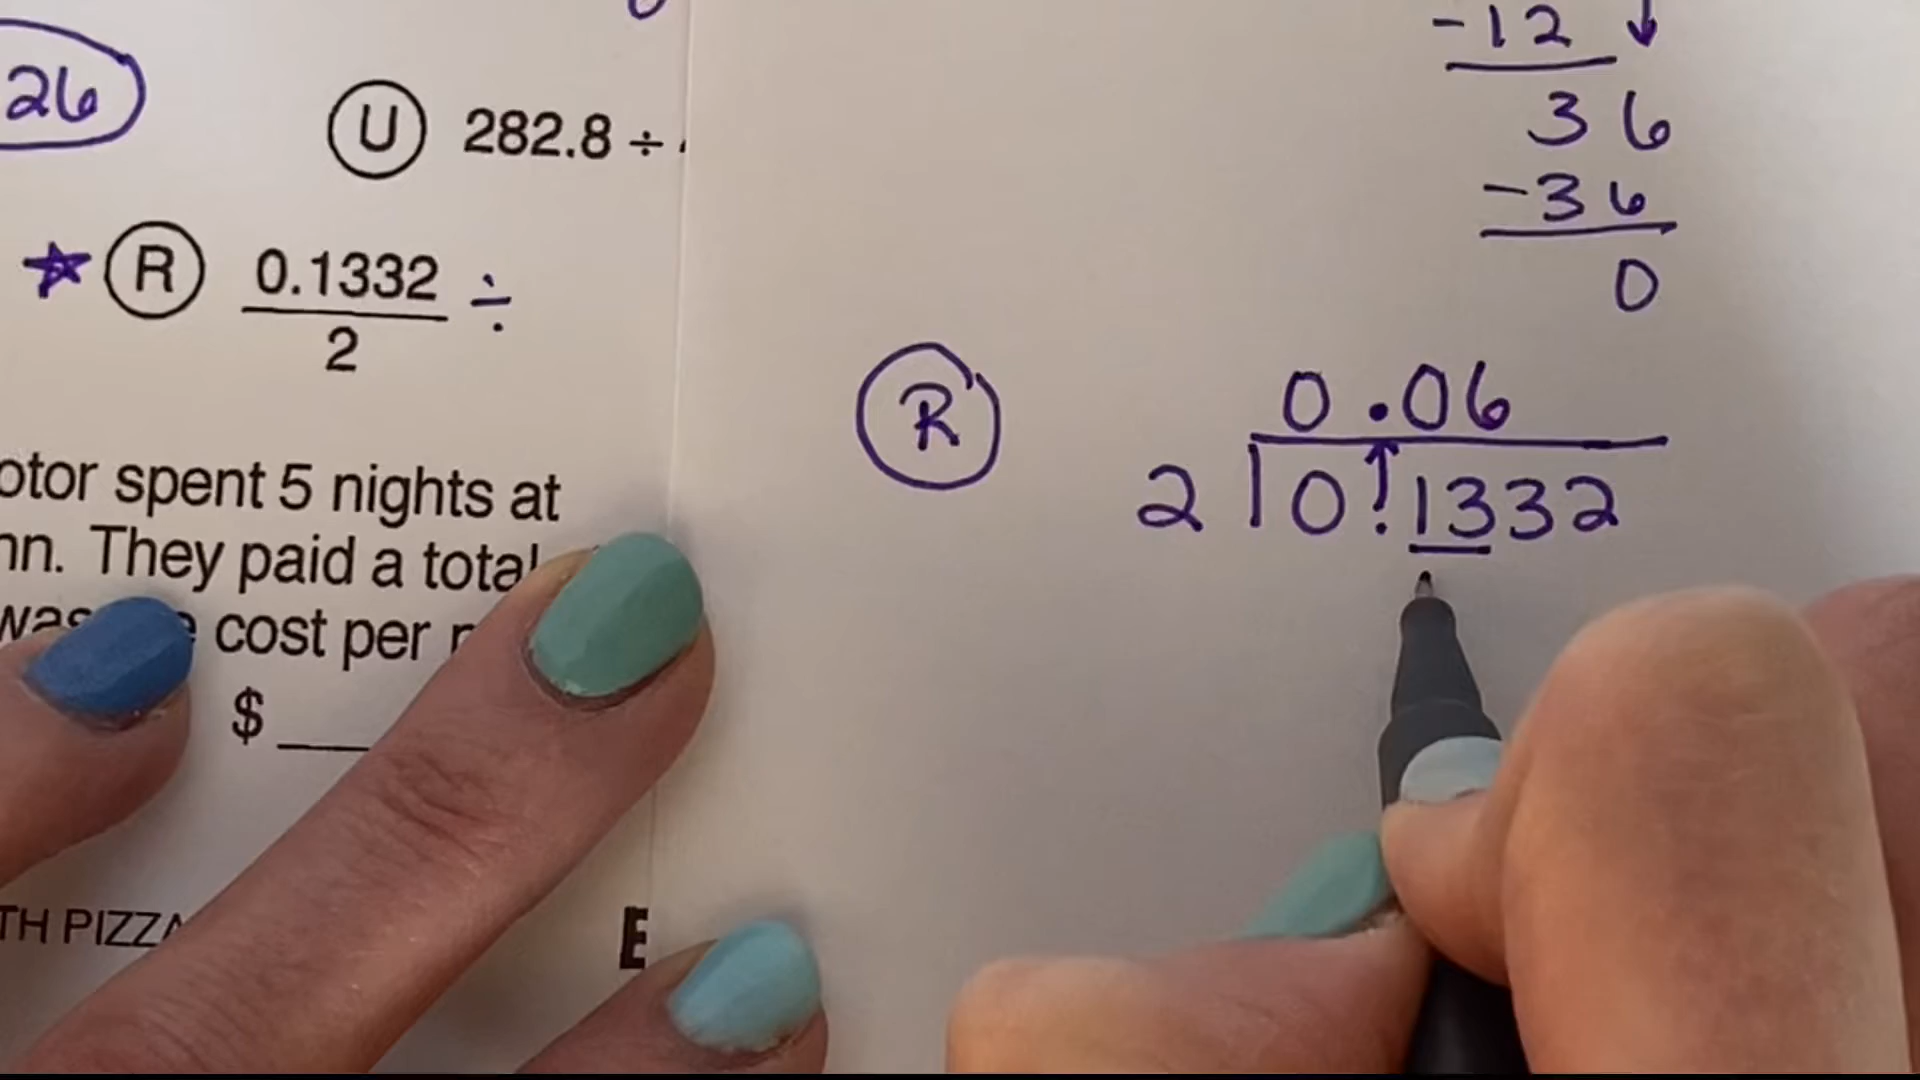 26
U 282.8 ÷
R 0.1332 ÷
2
otor spent 5 nights at
nn. They paid a total
was cost per
$
TH PIZZA
E
-12
36
-36
0
R
0.06
2 0.1332